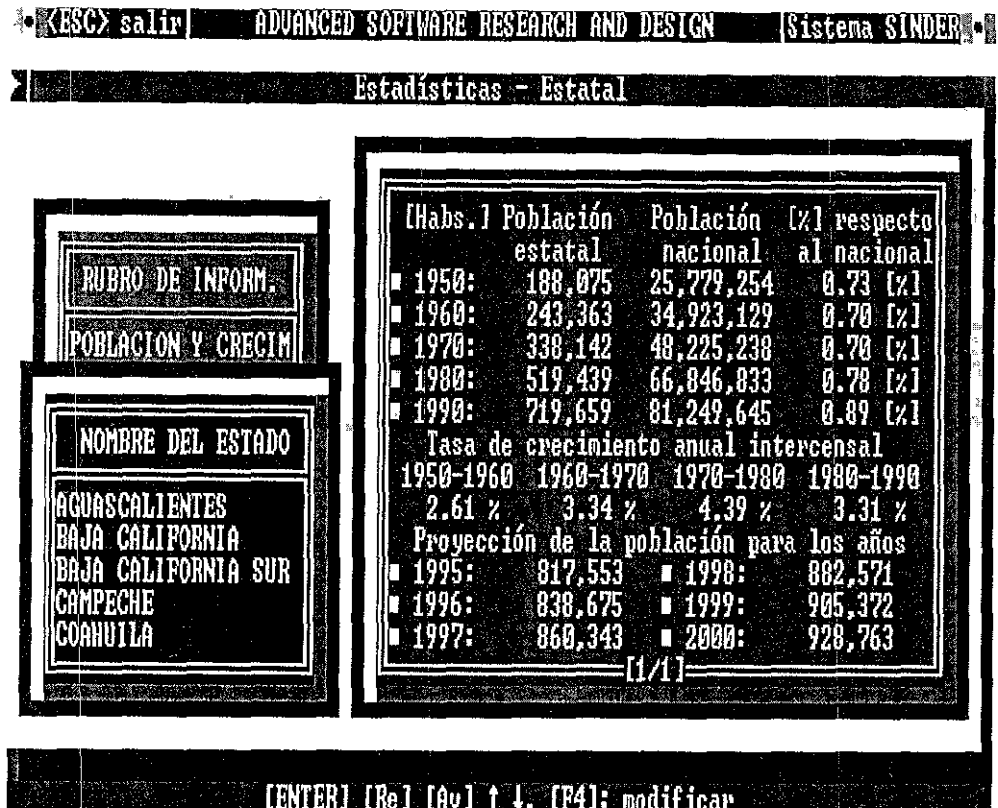 <ESC> salir ADVANCED SOFTWARE RESEARCH AND DESIGN Sistema SINDER
Estadísticas - Estatal
RUBRO DE INFORM.
POBLACION Y CRECIM
NOMBRE DEL ESTADO
AGUASCALIENTES
BAJA CALIFORNIA
BAJA CALIFORNIA SUR
CAMPECHE
COAHUILA
[Habs.] Población Población [%] respecto
estatal nacional al nacional
1950: 188,075 25,779,254 0.73 [%]
1960: 243,363 34,923,129 0.70 [%]
1970: 338,142 48,225,238 0.70 [%]
1980: 519,439 66,846,833 0.78 [%]
1990: 719,659 81,249,645 0.89 [%]
Tasa de crecimiento anual intercensal
1950-1960 1960-1970 1970-1980 1980-1990
2.61 % 3.34 % 4.39 % 3.31 %
Proyección de la población para los años
1995: 817,553 1998: 882,571
1996: 838,675 1999: 905,372
1997: 860,343 2000: 928,763
[1/1]
[ENTER] [Re] [Av] ↑ ↓. [F4]: modificar